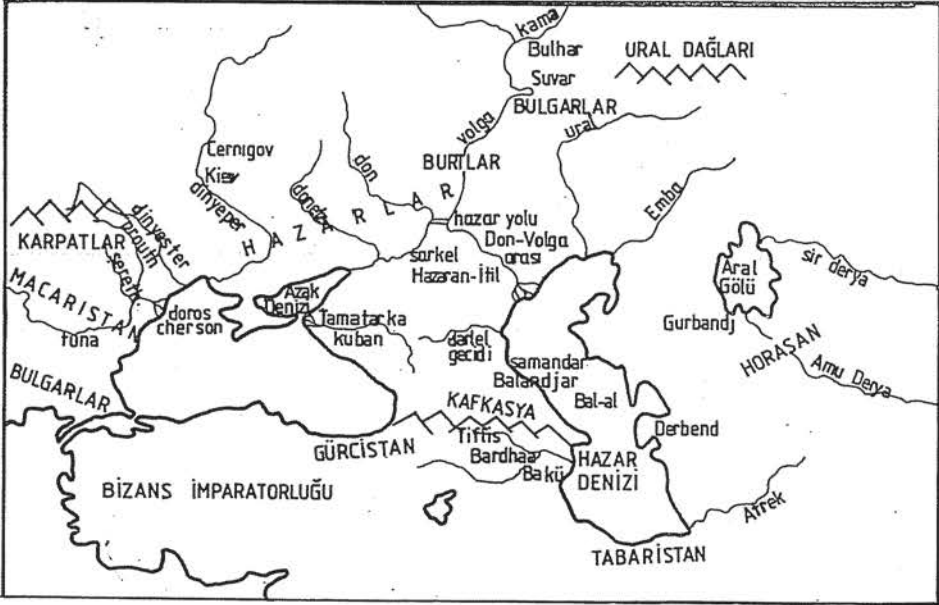 kama
Bulhar
URAL DAĞLARI
Suvar
BULGARLAR
volga
ural
Černigov
don
BURTLAR
Kiev
dinyeper
donetz
Emba
HAZARLAR
hazar yolu
dinyester
prouth
KARPATLAR
sereth
Don-Volga
arası
sarkel
Hazaran-İtil
Aral
Gölü
sir derya
MACARISTAN
Azak
Denizi
doros
cherson
Tamatarka
kuban
Gurbandj
tuna
darlel
geçidi
HORASAN
samandar
Balandjar
Amu Derya
BULGARLAR
Bal-al
KAFKASYA
Derbend
Tiflis
GÜRCİSTAN
Bardhaa
HAZAR
DENİZİ
Bakü
BİZANS İMPARATORLUĞU
Atrek
TABARİSTAN